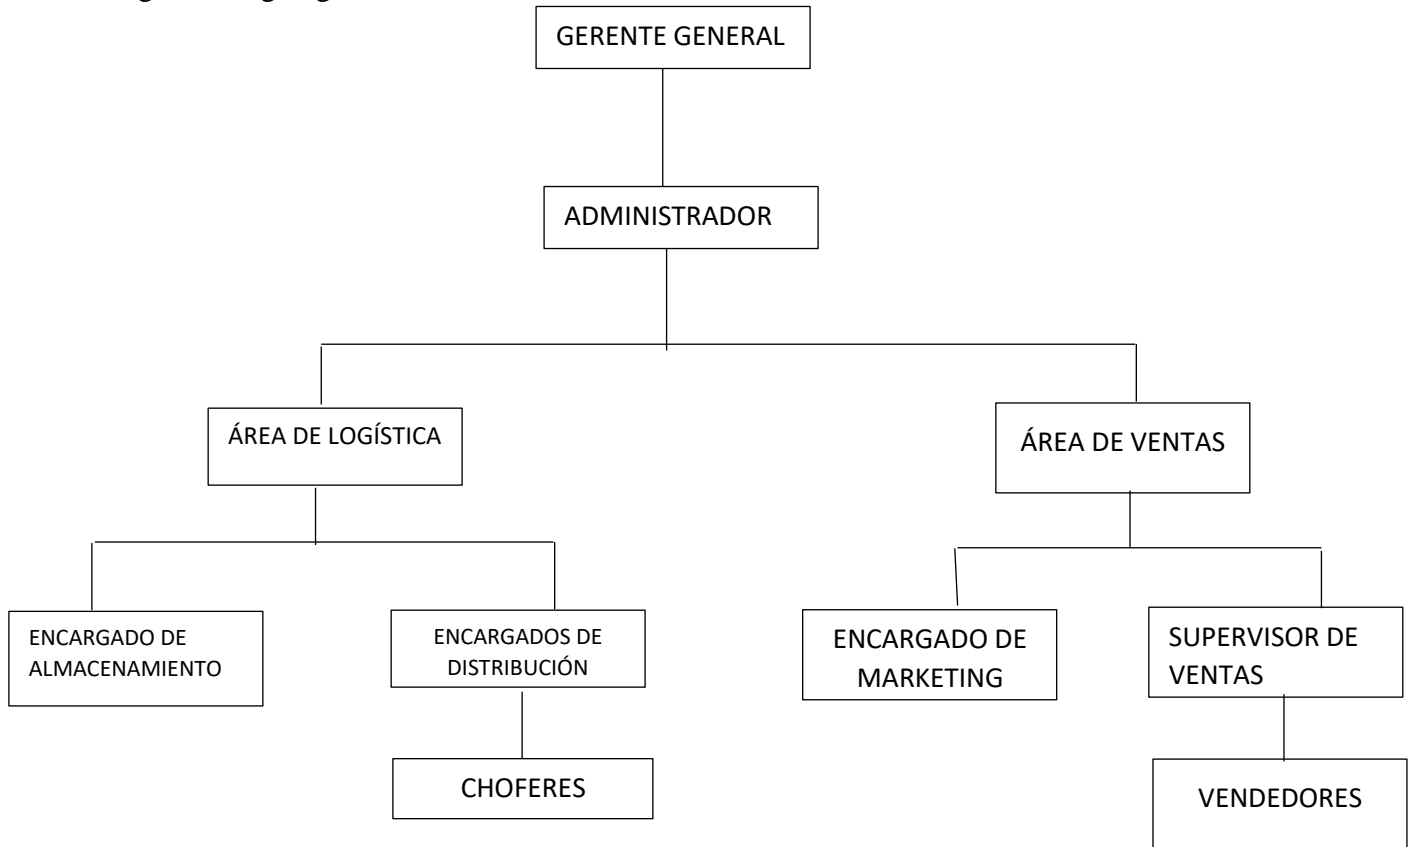 GERENTE GENERAL
ADMINISTRADOR
ÁREA DE LOGÍSTICA
ÁREA DE VENTAS
ENCARGADO DE
ALMACENAMIENTO
ENCARGADOS DE
DISTRIBUCIÓN
ENCARGADO DE
MARKETING
SUPERVISOR DE
VENTAS
CHOFERES
VENDEDORES